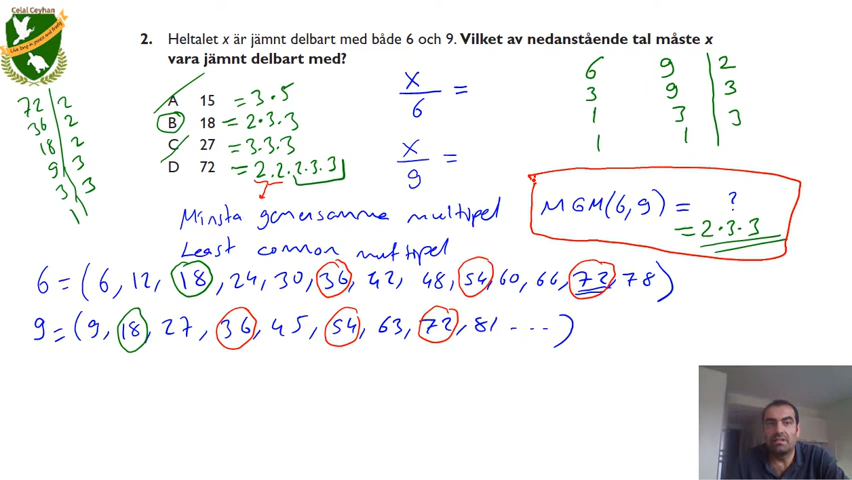 Celal Ceyhan
2. Heltalet x är jämnt delbart med både 6 och 9. Vilket av nedanstående tal måste x
vara jämnt delbart med?
A 15 = 3·5
B 18 = 2·3·3
C 27 = 3·3·3
D 72 = 2·2·2·3·3
72 2
36 2
18 2
9 3
3 3
1
x/6 =
x/9 =
6 9 2
3 9 3
1 3 3
1 1
MGM(6,9) = ?
= 2·3·3
Minsta gemensamma multipel
Least common multipel
6 = (6, 12, 18, 24, 30, 36, 42, 48, 54, 60, 66, 72, 78)
9 = (9, 18, 27, 36, 45, 54, 63, 72, 81 ...)